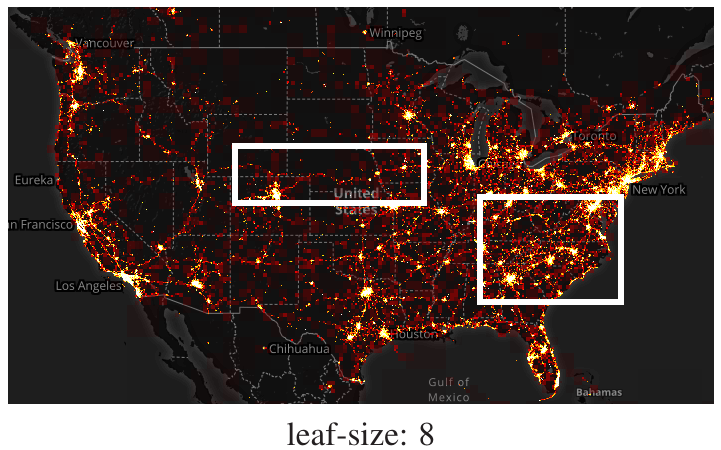 Winnipeg
Vancouver
Toronto
Eureka
United
States
New York
an Francisco
Los Angeles
Houston
Chihuahua
Gulf of
Mexico
Bahamas
leaf-size: 8